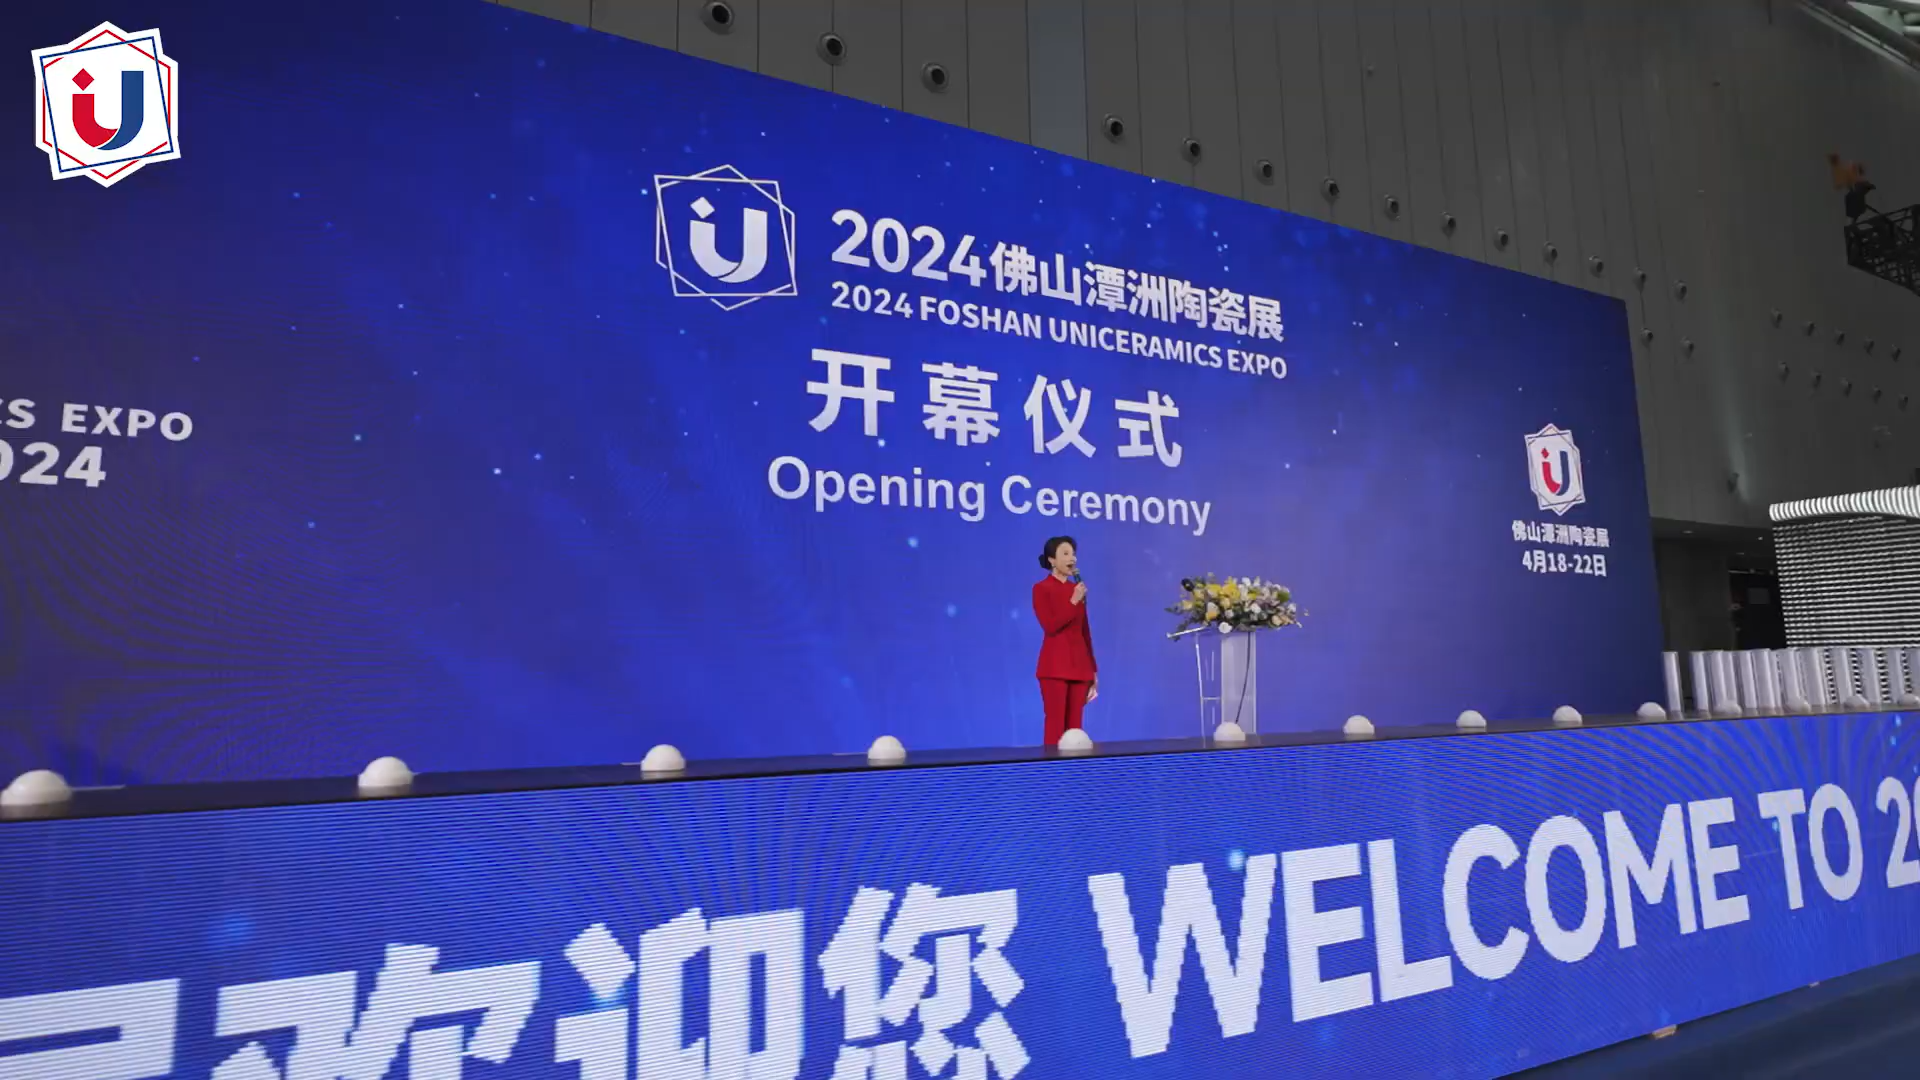 2024佛山潭洲陶瓷展
2024 FOSHAN UNICERAMICS EXPO
开幕仪式
Opening Ceremony
EXPO
佛山潭洲陶瓷展
4月18-22日
欢迎您 WELCOME TO